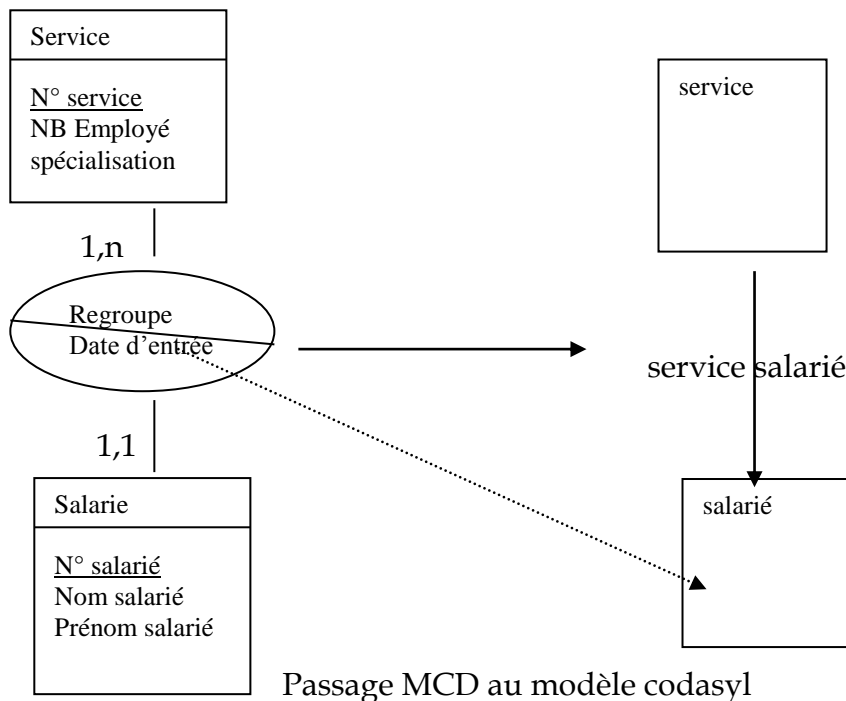 Service
N° service
NB Employé
spécialisation
1,n
Regroupe
Date d'entrée
1,1
Salarie
N° salarié
Nom salarié
Prénom salarié
service
service salarié
salarié
Passage MCD au modèle codasyl